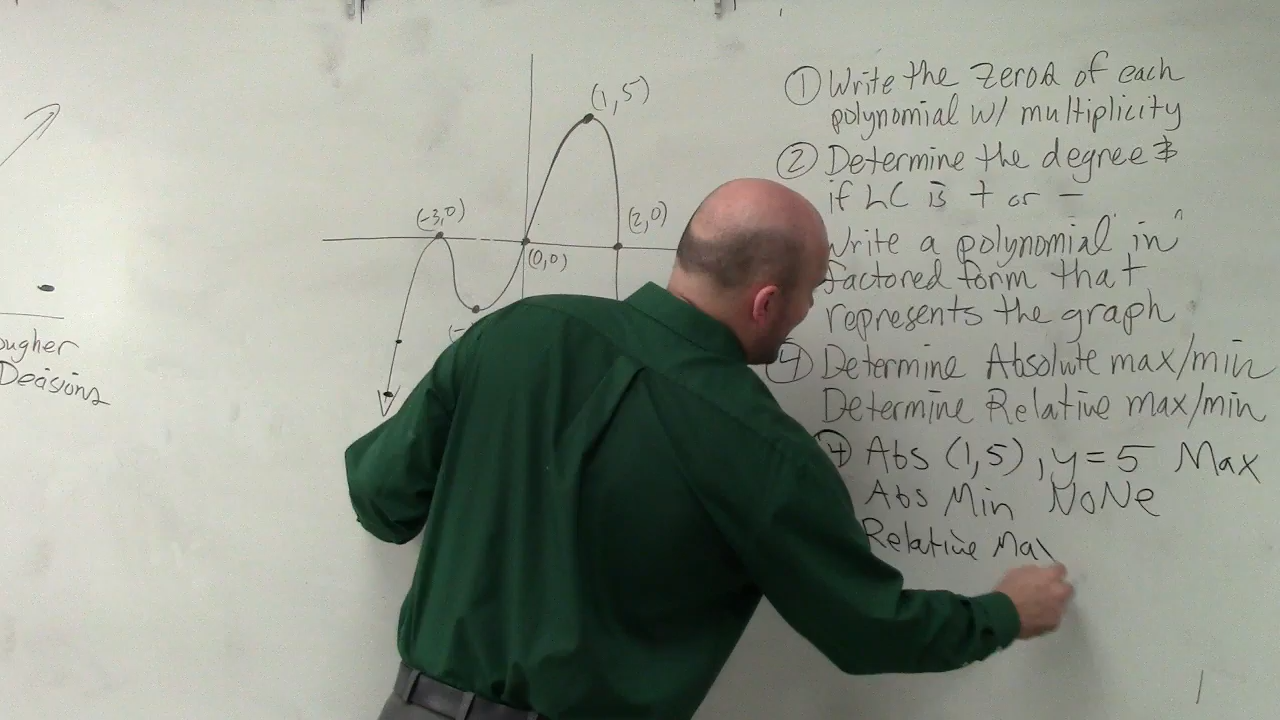 (1,5)
(-3,0)
(2,0)
(0,0)
ougher
Decisions
① Write the zeros of each
polynomial w/ multiplicity
② Determine the degree &
if LC is + or -
Write a polynomial in
factored form that
represents the graph
④ Determine Absolute max/min
Determine Relative max/min
④ Abs (1,5), y=5 Max
Abs Min NoNe
Relative Max